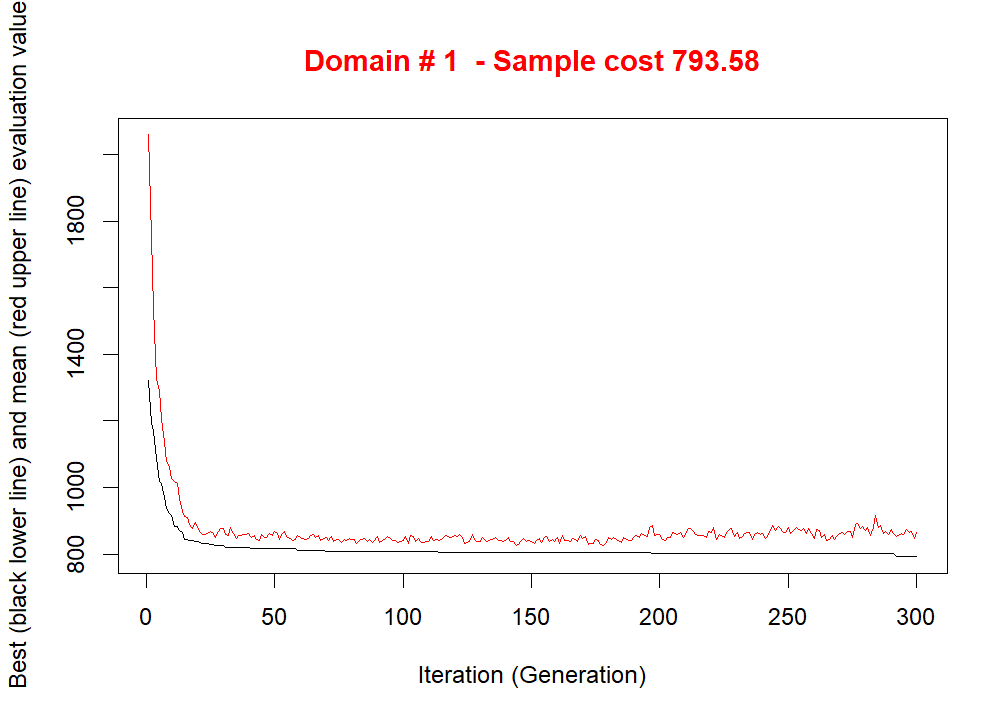 Domain # 1  - Sample cost 793.58
Best (black lower line) and mean (red upper line) evaluation value
1800
1400
1000
800
0 50 100 150 200 250 300
Iteration (Generation)